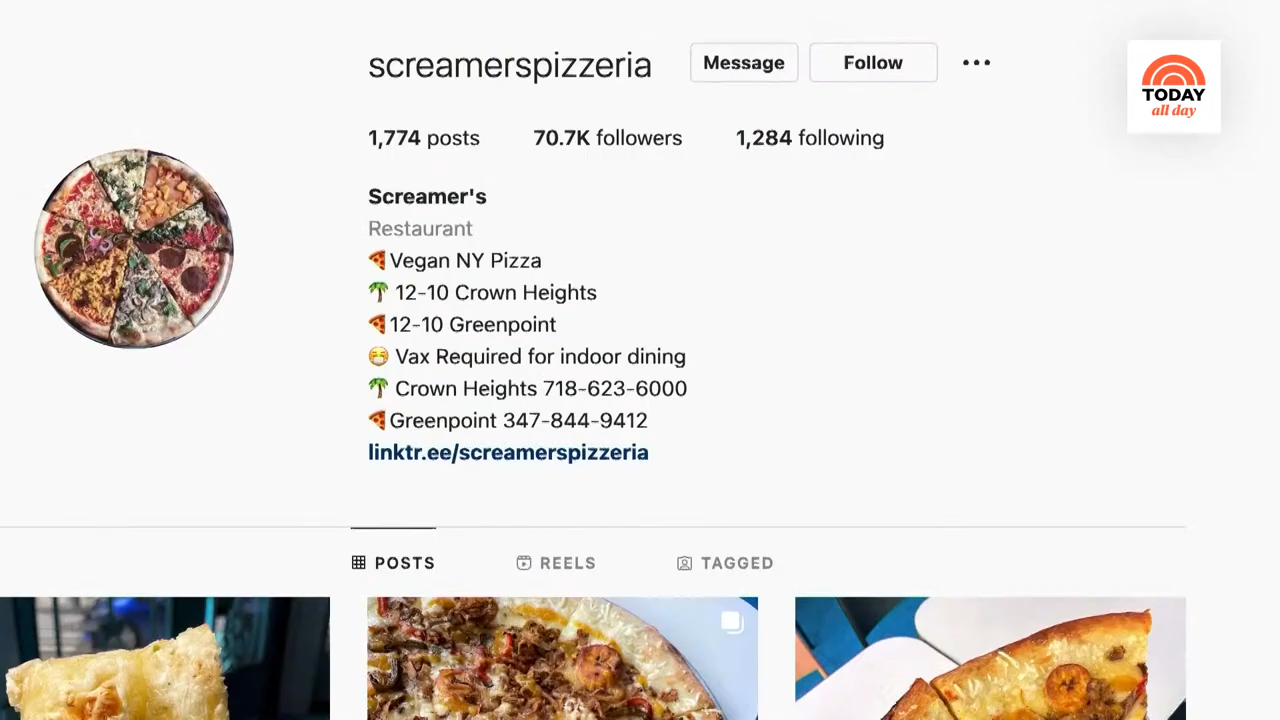 screamerspizzeria
Message
Follow
TODAY
all day
1,774 posts
70.7K followers
1,284 following
Screamer's
Restaurant
🍕Vegan NY Pizza
🌴 12-10 Crown Heights
🍕12-10 Greenpoint
😷 Vax Required for indoor dining
🌴 Crown Heights 718-623-6000
🍕Greenpoint 347-844-9412
linktr.ee/screamerspizzeria
POSTS
REELS
TAGGED